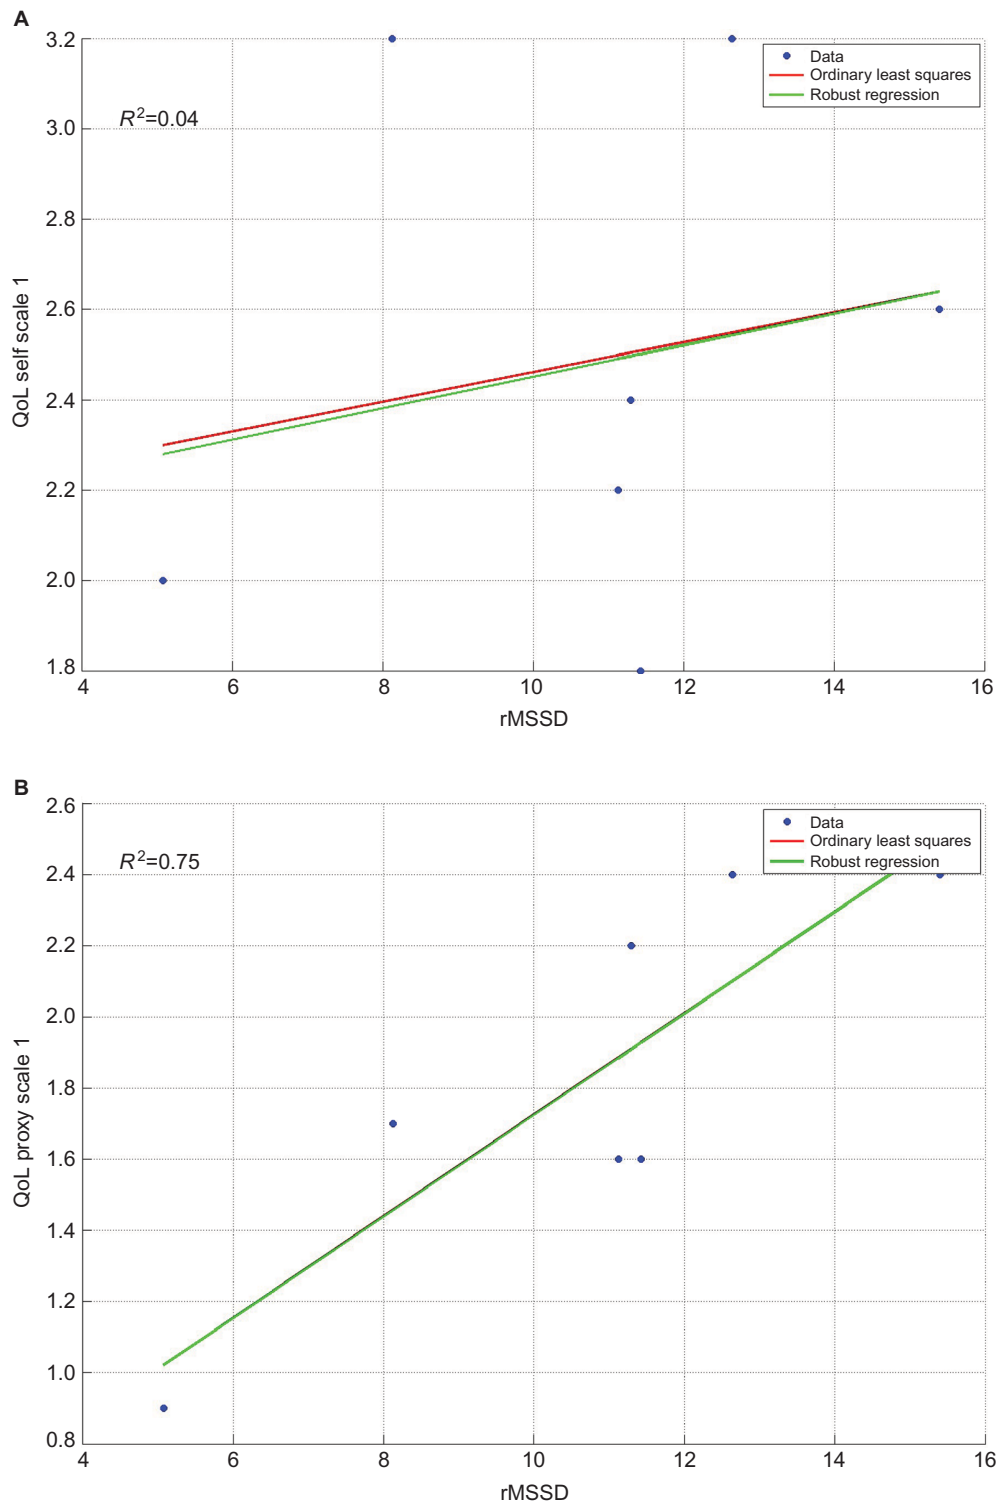 A
3.2
3.0
2.8
2.6
2.4
2.2
2.0
1.8
QoL self scale 1
R²=0.04
Data
Ordinary least squares
Robust regression
4 6 8 10 12 14 16
rMSSD
B
2.6
2.4
2.2
2.0
1.8
1.6
1.4
1.2
1.0
0.8
QoL proxy scale 1
R²=0.75
Data
Ordinary least squares
Robust regression
4 6 8 10 12 14 16
rMSSD